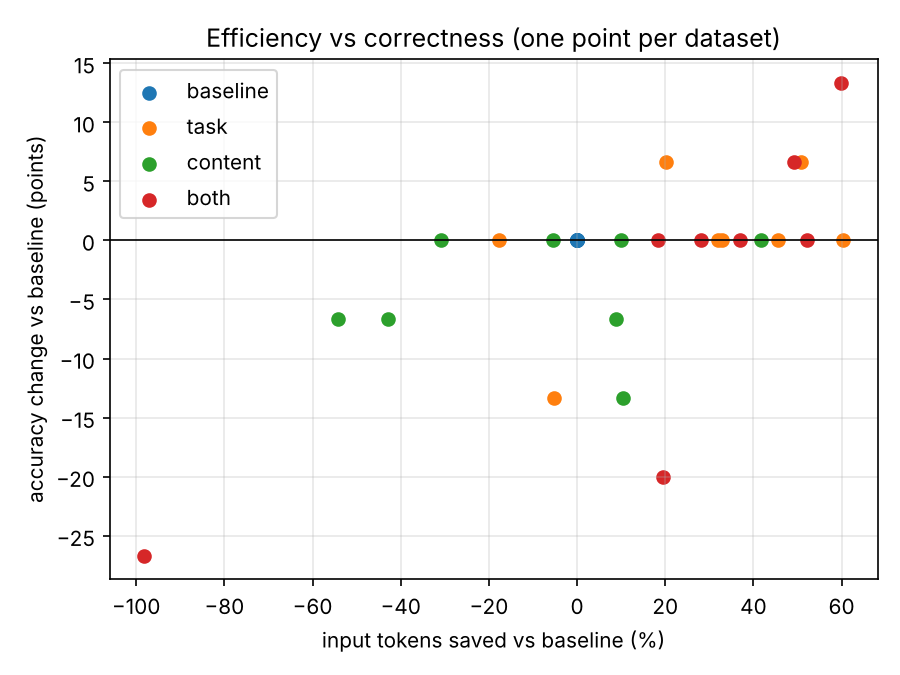 Efficiency vs correctness (one point per dataset)
baseline
task
content
both
accuracy change vs baseline (points)
15
10
5
0
−5
−10
−15
−20
−25
−100
−80
−60
−40
−20
0
20
40
60
input tokens saved vs baseline (%)